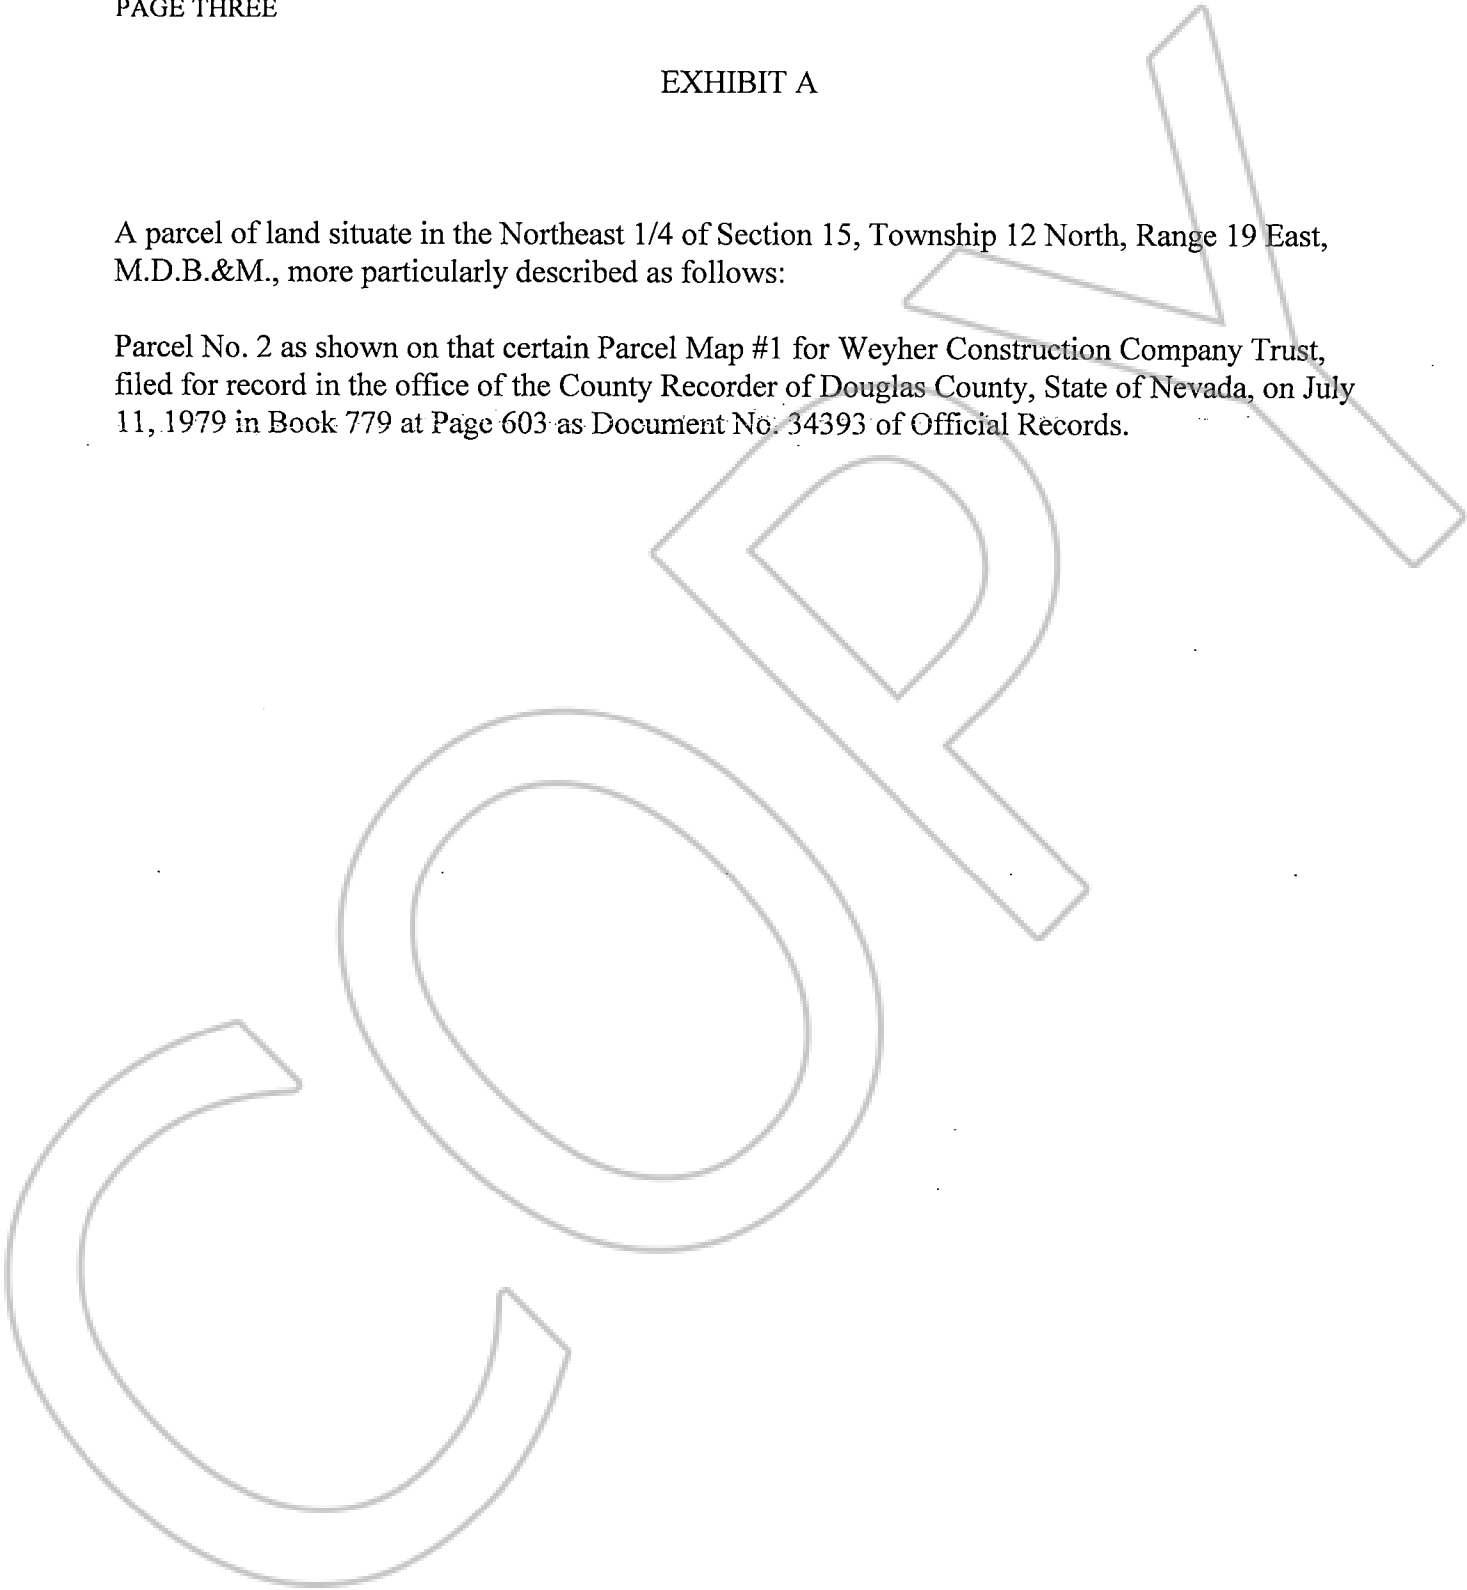 PAGE THREE
EXHIBIT A
A parcel of land situate in the Northeast 1/4 of Section 15, Township 12 North, Range 19 East,
M.D.B.&M., more particularly described as follows:
Parcel No. 2 as shown on that certain Parcel Map #1 for Weyher Construction Company Trust,
filed for record in the office of the County Recorder of Douglas County, State of Nevada, on July
11, 1979 in Book 779 at Page 603 as Document No. 34393 of Official Records.
COPY